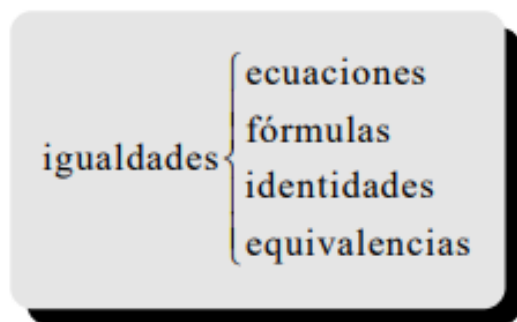 ecuaciones
fórmulas
igualdades
identidades
equivalencias